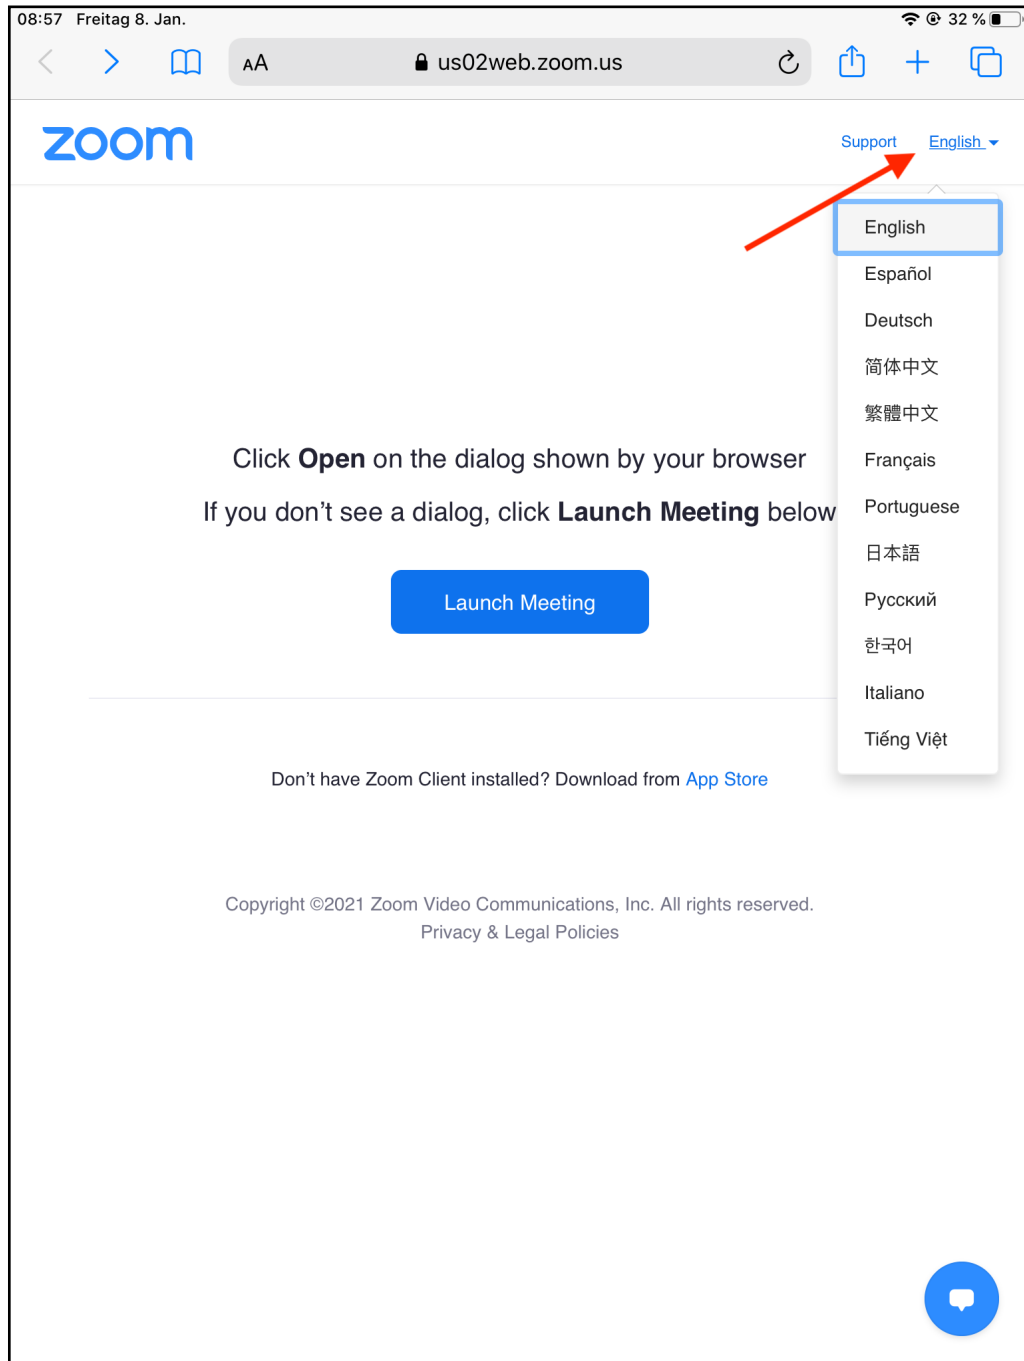 08:57 Freitag 8. Jan. 32 %
AA us02web.zoom.us
zoom Support English
English
Español
Deutsch
简体中文
繁體中文
Français
Portuguese
日本語
Русский
한국어
Italiano
Tiếng Việt
Click Open on the dialog shown by your browser
If you don’t see a dialog, click Launch Meeting below
Launch Meeting
Don’t have Zoom Client installed? Download from App Store
Copyright ©2021 Zoom Video Communications, Inc. All rights reserved.
Privacy & Legal Policies